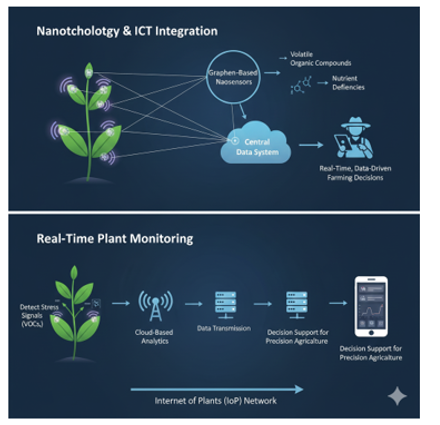 Nanotcholotgy & ICT Integration
Graphen-Based
Naosensors
Volatile
Organic Compounds
Nutrient
Defiencies
Central
Data System
Real-Time, Data-Driven
Farming Decisions
Real-Time Plant Monitoring
Detect Stress
Signals
(VOCs)
Cloud-Based
Analytics
Data Transmission
Decision Support for
Precision Agriculture
Decision Support for
Precision Agriculture
Internet of Plants (IoP) Network